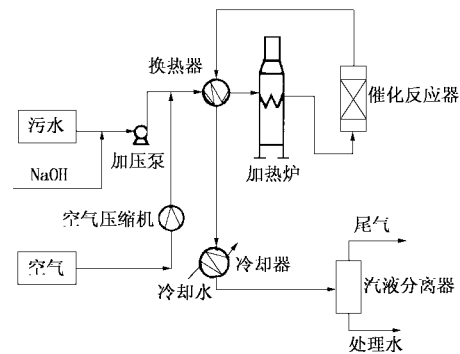 换热器
催化反应器
污水
加压泵
加热炉
NaOH
空气压缩机
尾气
空气
冷却器
冷却水
汽液分离器
处理水